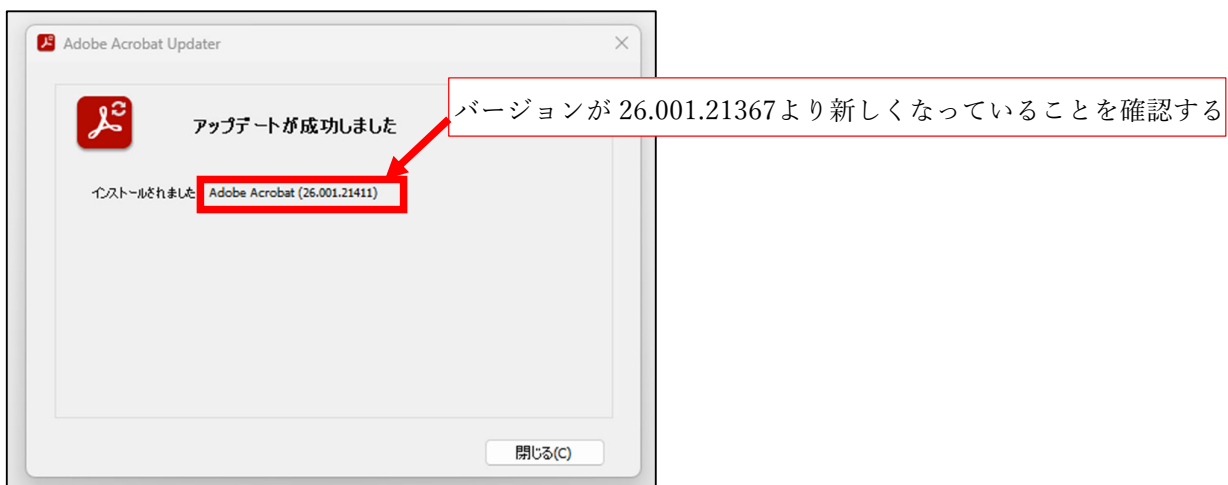 Adobe Acrobat Updater
バージョンが 26.001.21367より新しくなっていることを確認する
アップデートが成功しました
インストールされました
Adobe Acrobat (26.001.21411)
閉じる(C)